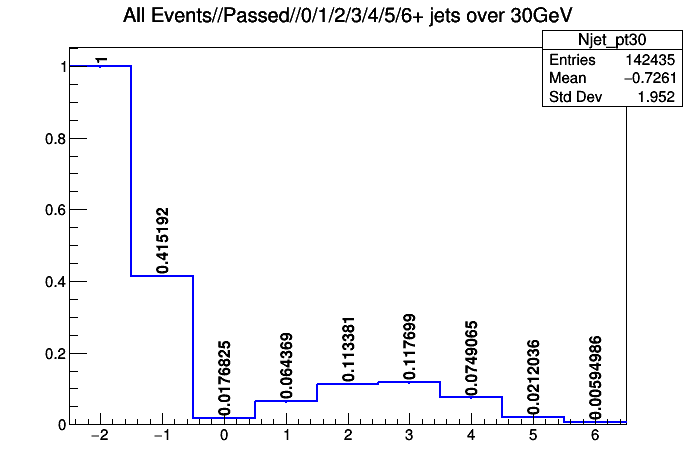 All Events//Passed//0/1/2/3/4/5/6+ jets over 30GeV
Njet_pt30
Entries 142435
Mean −0.7261
Std Dev 1.952
1
0.8
0.6
0.4
0.2
0
1
0.415192
0.0176825
0.064369
0.113381
0.117699
0.0749065
0.0212036
0.00594986
−2 −1 0 1 2 3 4 5 6